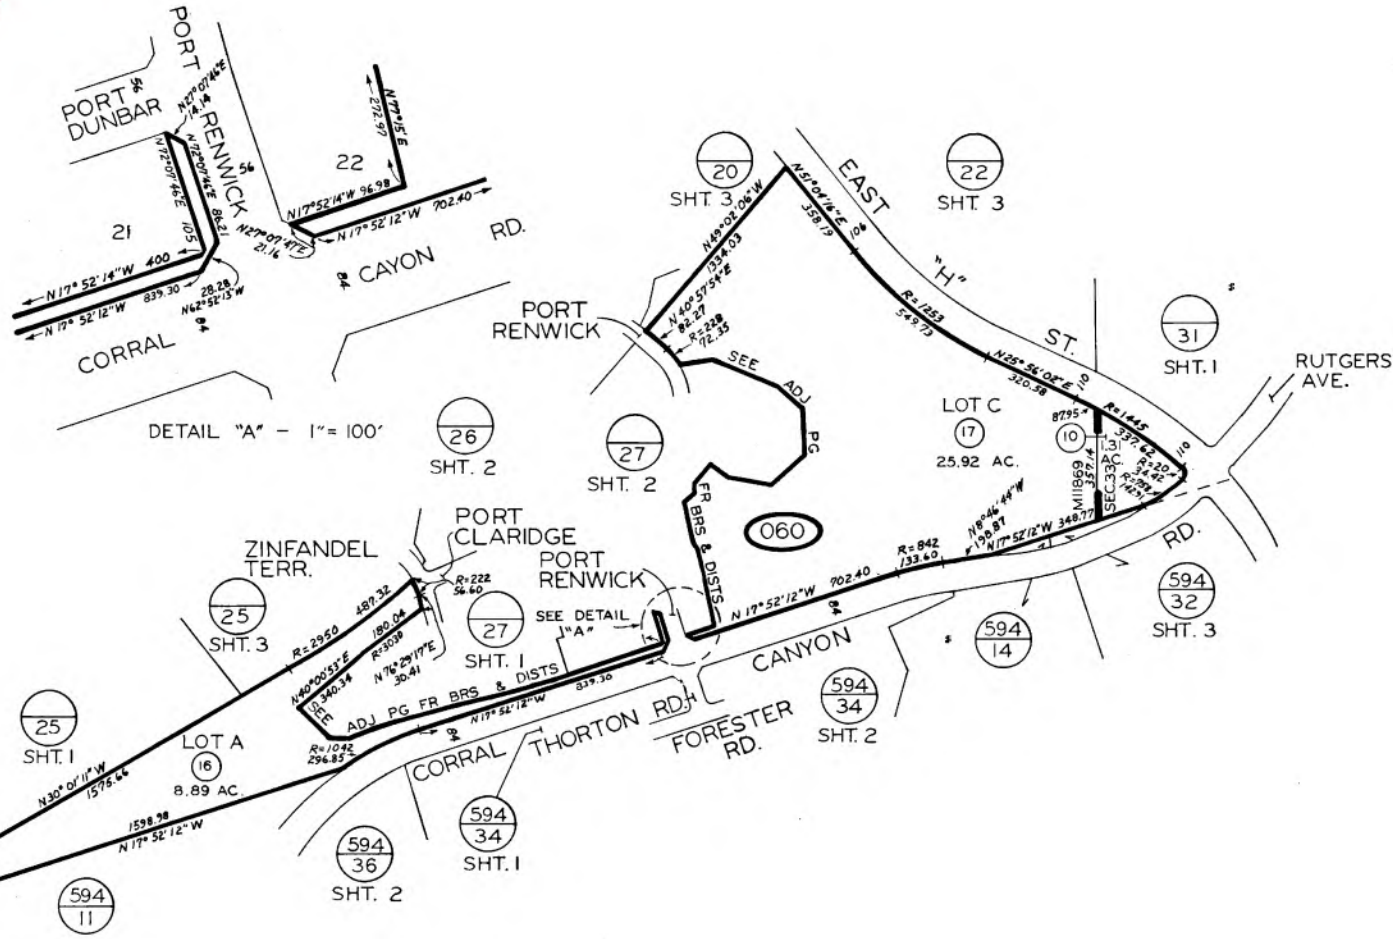 PORT
RENWICK
56
PORT
DUNBAR
56
N27°07'46"E
14.14
N72°07'46"E
105
N72°07'46"E
86.21
21
N17°52'14"W 400
N17°52'12"W
839.30
28.28
N62°52'13"W
84
CORRAL
22
N77°15'E
272.97
N17°52'14"W 96.98
N17°52'12"W 702.40
N27°07'47"E
21.16
84
CAYON
RD.
DETAIL "A" - 1"=100'
20
SHT. 3
22
SHT. 3
EAST
"H"
ST.
N51°04'16"E
358.19
106
N49°02'06"W
1334.03
N40°57'54"E
82.27
R=228
72.35
PORT
RENWICK
R=1253
549.73
N25°56'02"E
320.58
110
31
SHT. 1
RUTGERS
AVE.
SEE ADJ PG
FR BRS & DISTS
LOT C
17
25.92 AC.
87.95
10
1.31
AC.
R=1445
337.62
110
R=20
34.42
M11869
357.14
SEC.33
26
SHT. 2
27
SHT. 2
060
N8°46'44"W
198.87
N17°52'12"W 348.77
R=842
133.60
N17°52'12"W 702.40
84
RD.
594
32
SHT. 3
594
14
CANYON
594
34
SHT. 2
PORT
CLARIDGE
PORT
RENWICK
SEE DETAIL
"A"
ZINFANDEL
TERR.
R=222
56.60
25
SHT. 3
27
SHT. 1
R=2950 487.32
180.04
R=3030
N40°00'53"E
340.34
N76°29'17"E
30.41
SEE ADJ PG FR BRS & DISTS
N17°52'12"W
839.30
84
25
SHT. 1
LOT A
16
8.89 AC.
R=1042
296.85
N30°01'11"W
1575.66
1598.98
N17°52'12"W
CORRAL
THORTON RD.
FORESTER
RD.
594
34
SHT. 1
594
36
SHT. 2
594
11